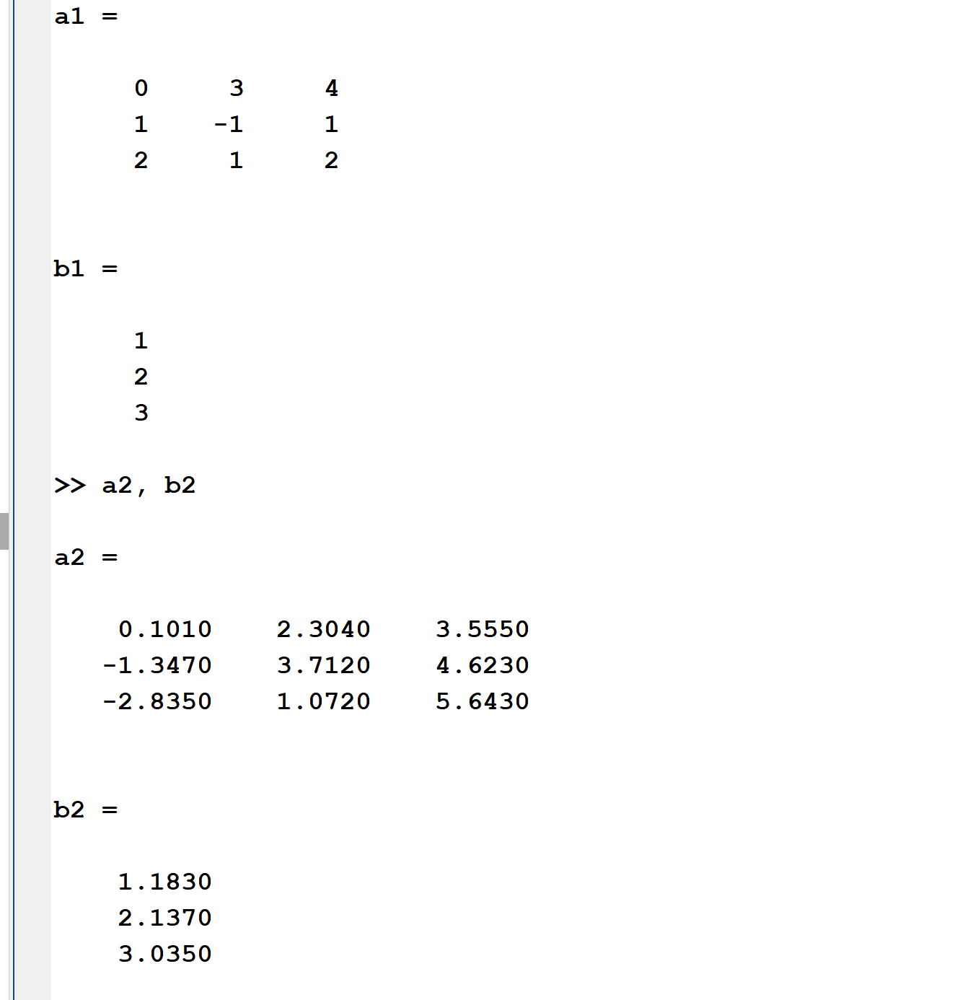 a1 =
0 3 4
1 -1 1
2 1 2
b1 =
1
2
3
>> a2, b2
a2 =
0.1010 2.3040 3.5550
-1.3470 3.7120 4.6230
-2.8350 1.0720 5.6430
b2 =
1.1830
2.1370
3.0350